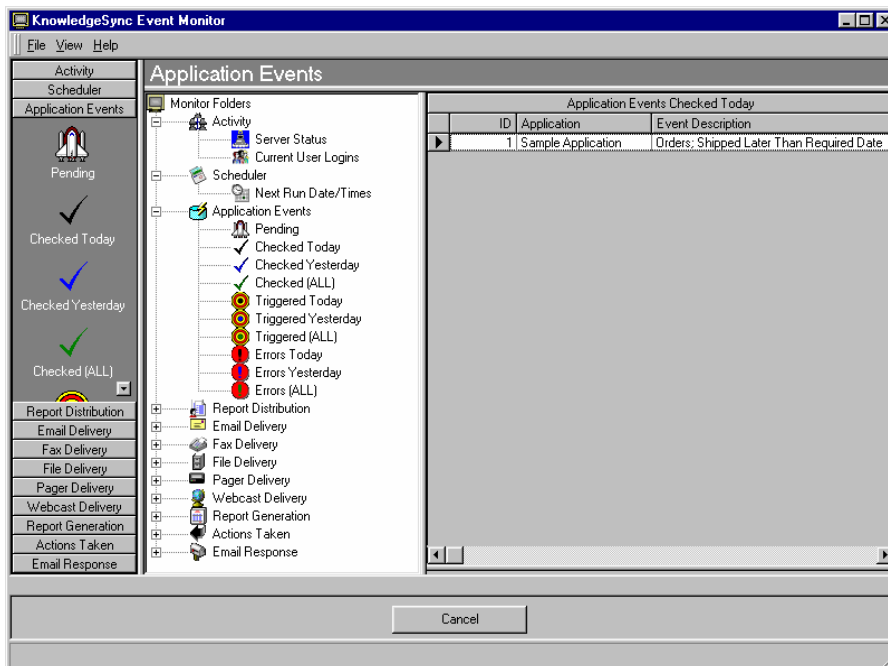 KnowledgeSync Event Monitor
File View Help
Activity
Scheduler
Application Events
Pending
Checked Today
Checked Yesterday
Checked (ALL)
Report Distribution
Email Delivery
Fax Delivery
File Delivery
Pager Delivery
Webcast Delivery
Report Generation
Actions Taken
Email Response
Application Events
Monitor Folders
Activity
Server Status
Current User Logins
Scheduler
Next Run Date/Times
Application Events
Pending
Checked Today
Checked Yesterday
Checked (ALL)
Triggered Today
Triggered Yesterday
Triggered (ALL)
Errors Today
Errors Yesterday
Errors (ALL)
Report Distribution
Email Delivery
Fax Delivery
File Delivery
Pager Delivery
Webcast Delivery
Report Generation
Actions Taken
Email Response
Application Events Checked Today
ID Application Event Description
1 Sample Application Orders; Shipped Later Than Required Date
Cancel